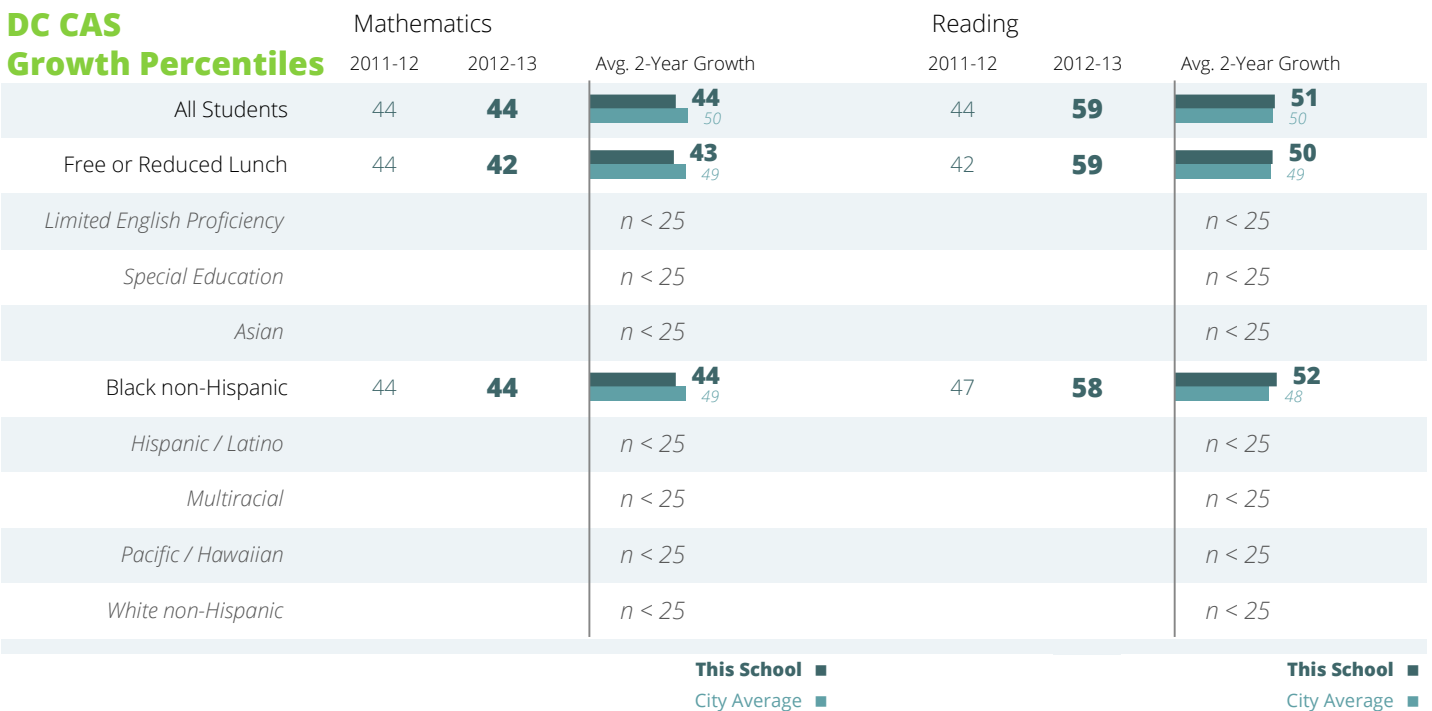 DC CAS Mathematics Reading
Growth Percentiles 2011-12 2012-13 Avg. 2-Year Growth 2011-12 2012-13 Avg. 2-Year Growth
All Students 44 44 44 50 44 59 51 50
Free or Reduced Lunch 44 42 43 49 42 59 50 49
Limited English Proficiency n < 25 n < 25
Special Education n < 25 n < 25
Asian n < 25 n < 25
Black non-Hispanic 44 44 44 49 47 58 52 48
Hispanic / Latino n < 25 n < 25
Multiracial n < 25 n < 25
Pacific / Hawaiian n < 25 n < 25
White non-Hispanic n < 25 n < 25
This School This School
City Average City Average